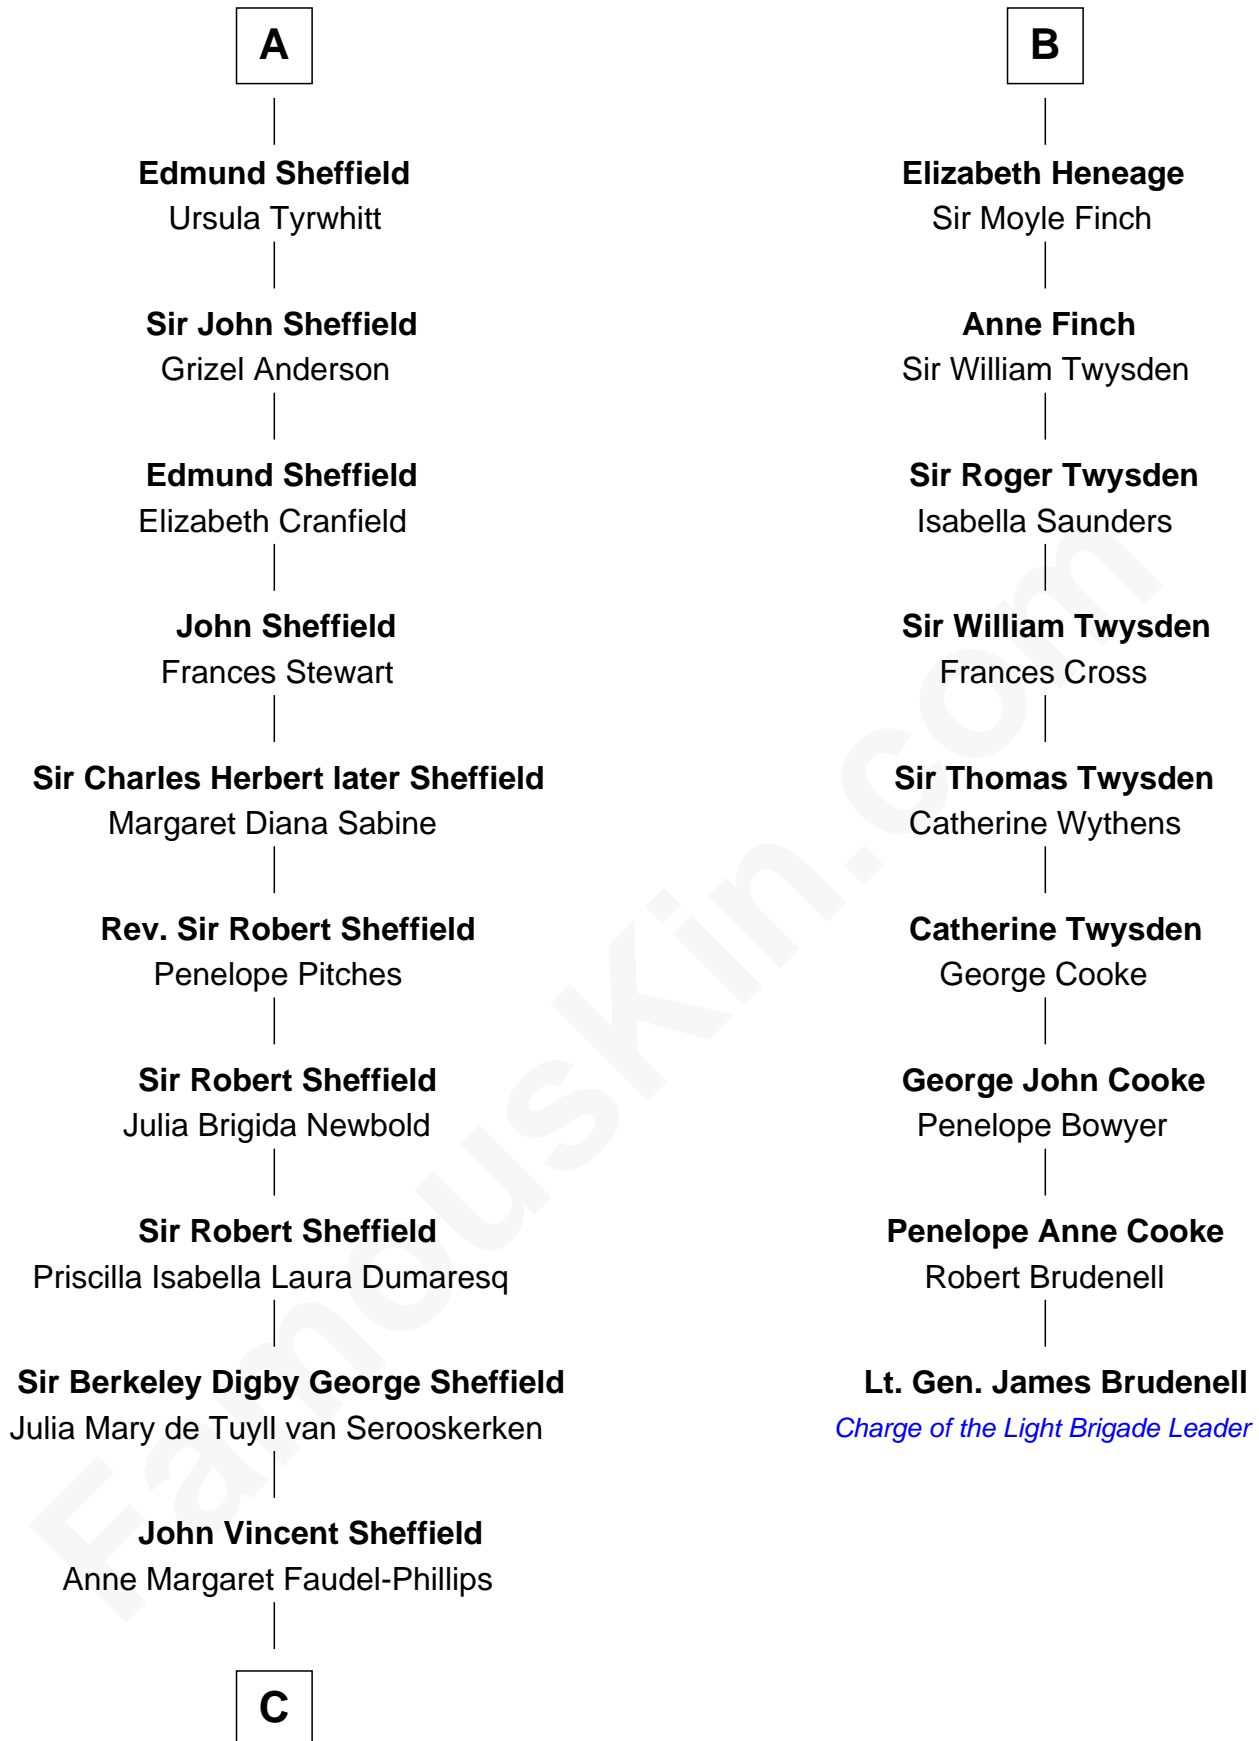 A
Edmund Sheffield
Ursula Tyrwhitt
Sir John Sheffield
Grizel Anderson
Edmund Sheffield
Elizabeth Cranfield
John Sheffield
Frances Stewart
Sir Charles Herbert later Sheffield
Margaret Diana Sabine
Rev. Sir Robert Sheffield
Penelope Pitches
Sir Robert Sheffield
Julia Brigida Newbold
Sir Robert Sheffield
Priscilla Isabella Laura Dumaresq
Sir Berkeley Digby George Sheffield
Julia Mary de Tuyll van Serooskerken
John Vincent Sheffield
Anne Margaret Faudel-Phillips
C
B
Elizabeth Heneage
Sir Moyle Finch
Anne Finch
Sir William Twysden
Sir Roger Twysden
Isabella Saunders
Sir William Twysden
Frances Cross
Sir Thomas Twysden
Catherine Wythens
Catherine Twysden
George Cooke
George John Cooke
Penelope Bowyer
Penelope Anne Cooke
Robert Brudenell
Lt. Gen. James Brudenell
Charge of the Light Brigade Leader
FamousKin.com